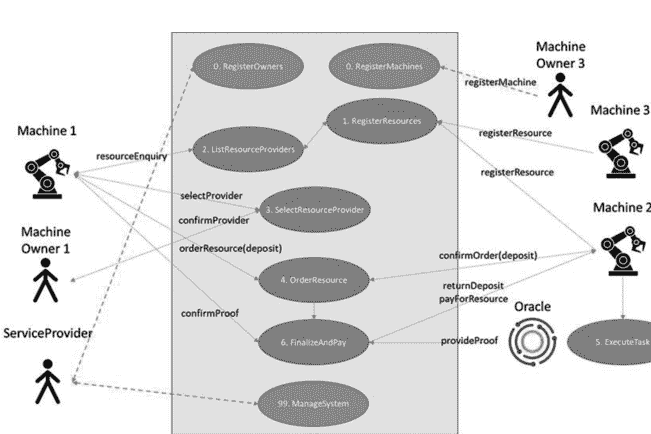 Machine
Owner 3
0. RegisterOwners
0. RegisterMachines
registerMachine
Machine 3
1. RegisterResources
Machine 1
registerResource
2. ListResourceProviders
resourceEnquiry
registerResource
selectProvider
3. SelectResourceProvider
Machine 2
confirmProvider
Machine
Owner 1
orderResource(deposit)
confirmOrder(deposit)
4. OrderResource
returnDeposit
payForResource
Oracle
confirmProof
ServiceProvider
6. FinalizeAndPay
provideProof
5. ExecuteTask
99. ManageSystem